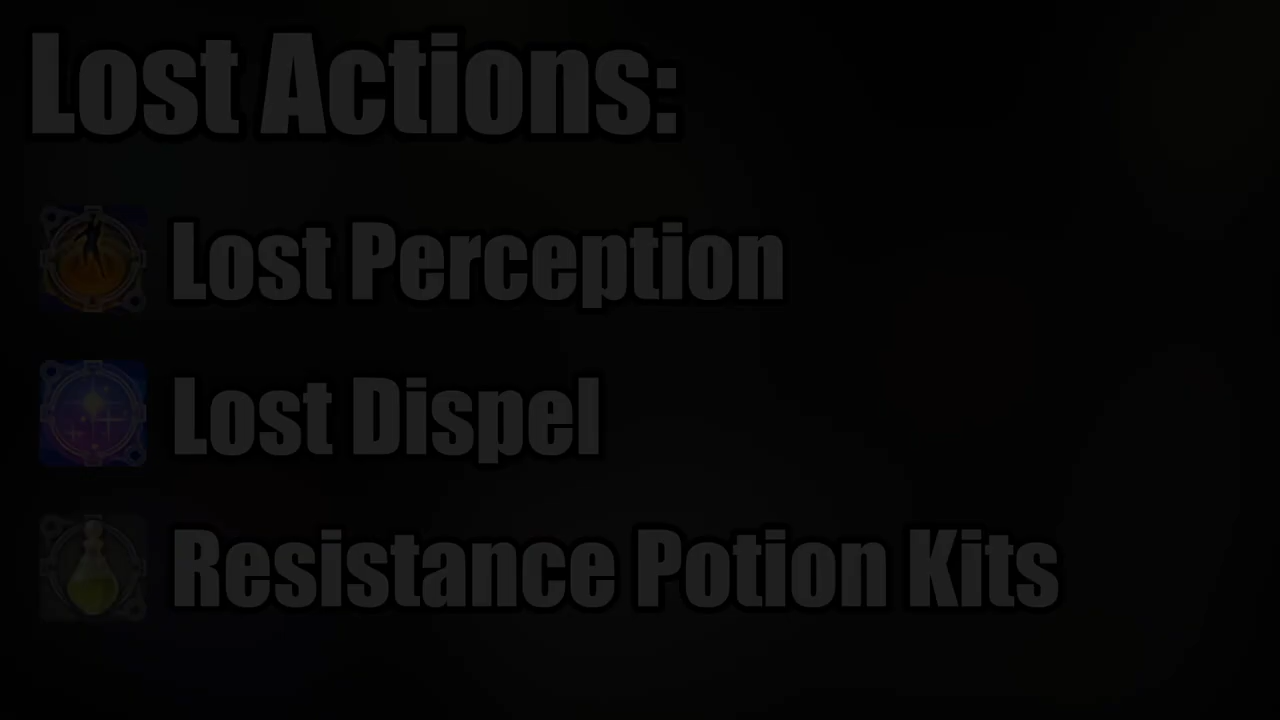 Lost Actions:
Lost Perception
Lost Dispel
Resistance Potion Kits